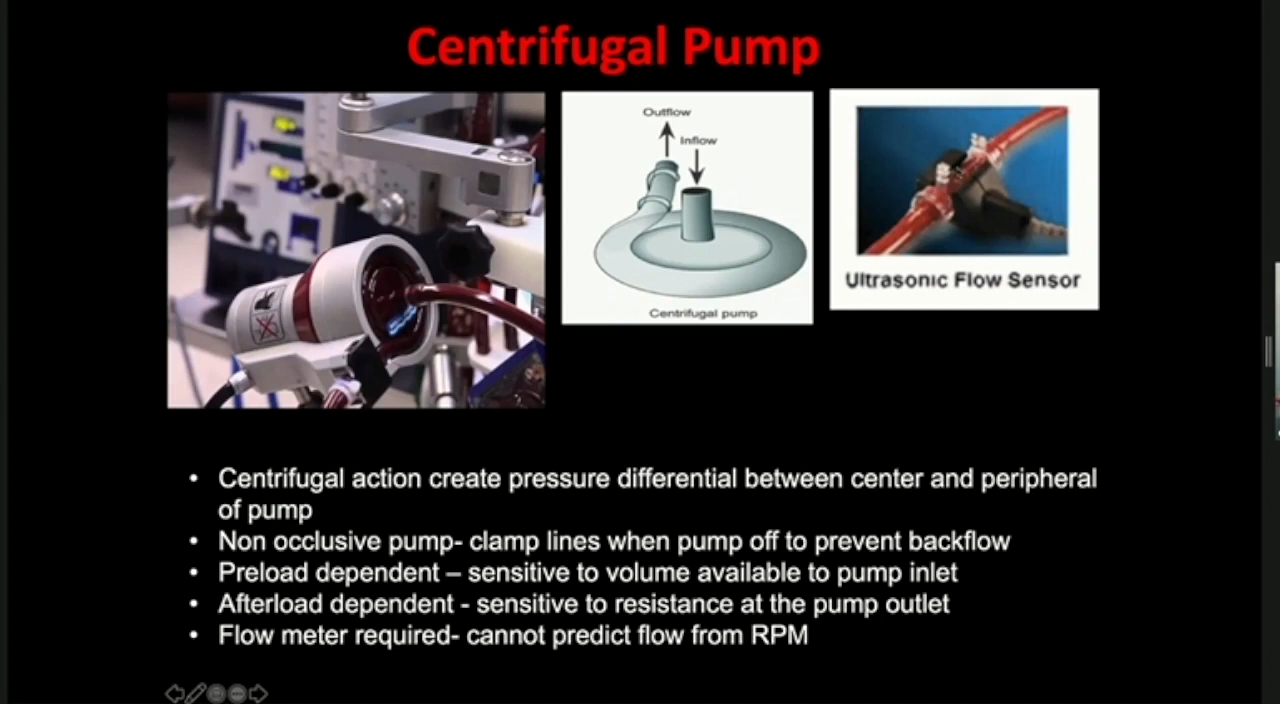 Centrifugal Pump
Outflow
Inflow
Centrifugal pump
Ultrasonic Flow Sensor
• Centrifugal action create pressure differential between center and peripheral
of pump
• Non occlusive pump- clamp lines when pump off to prevent backflow
• Preload dependent – sensitive to volume available to pump inlet
• Afterload dependent - sensitive to resistance at the pump outlet
• Flow meter required- cannot predict flow from RPM